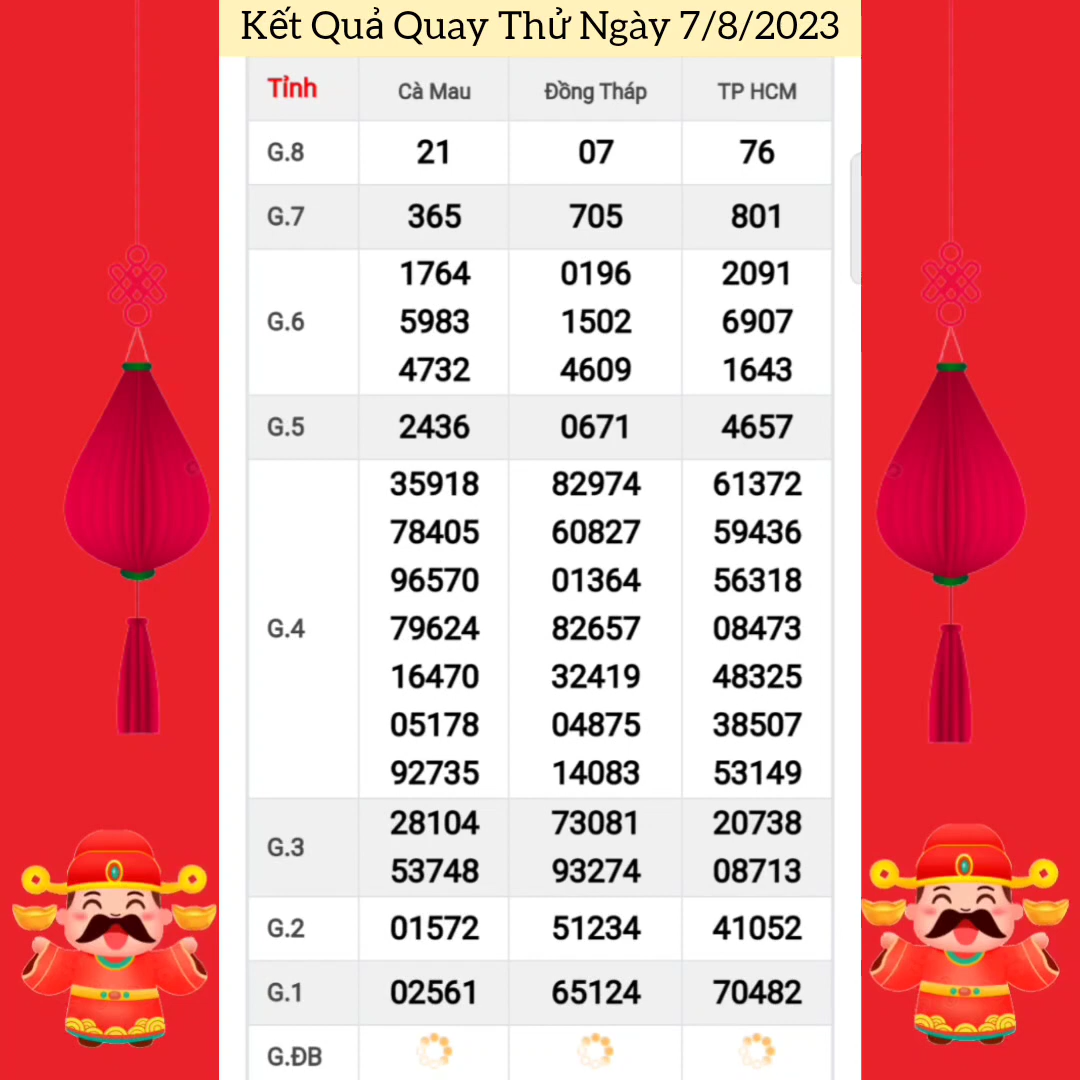 Kết Quả Quay Thử Ngày 7/8/2023
Tỉnh Cà Mau Đồng Tháp TP HCM
G.8 21 07 76
G.7 365 705 801
1764 0196 2091
G.6 5983 1502 6907
4732 4609 1643
G.5 2436 0671 4657
35918 82974 61372
78405 60827 59436
96570 01364 56318
G.4 79624 82657 08473
16470 32419 48325
05178 04875 38507
92735 14083 53149
28104 73081 20738
G.3
53748 93274 08713
G.2 01572 51234 41052
G.1 02561 65124 70482
G.ĐB